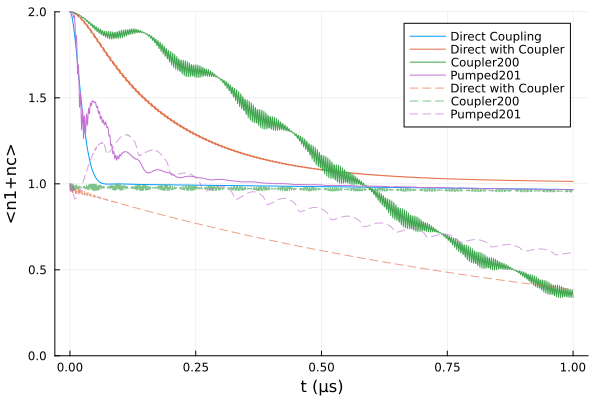 2.0
1.5
1.0
0.5
0.0
<n1+nc>
Direct Coupling
Direct with Coupler
Coupler200
Pumped201
Direct with Coupler
Coupler200
Pumped201
0.00
0.25
0.50
0.75
1.00
t (μs)